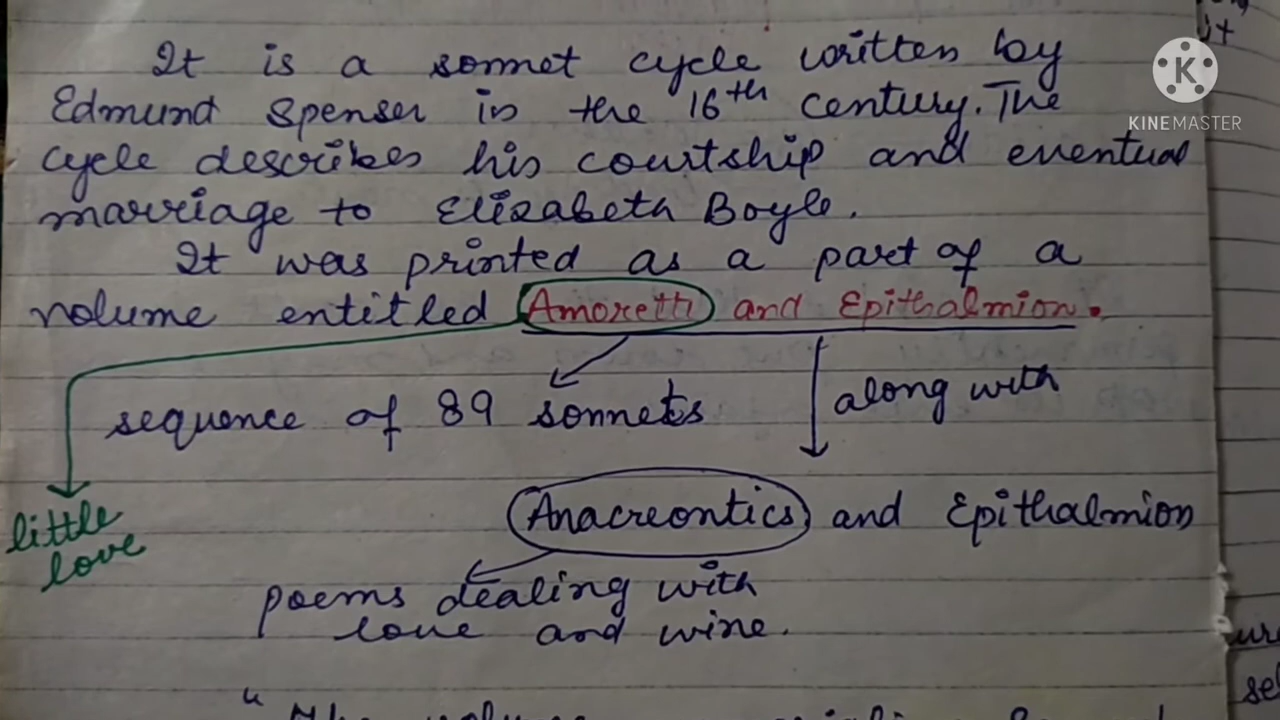 It is a sonnet cycle written by
Edmund Spenser in the 16th century. The
cycle describes his courtship and eventual
marriage to Elizabeth Boyle.
It was printed as a part of a
volume entitled Amoretti and Epithalmion.
sequence of 89 sonnets
along with
little
love
Anacreontics and Epithalmion
poems dealing with
love and wine.
KINEMASTER